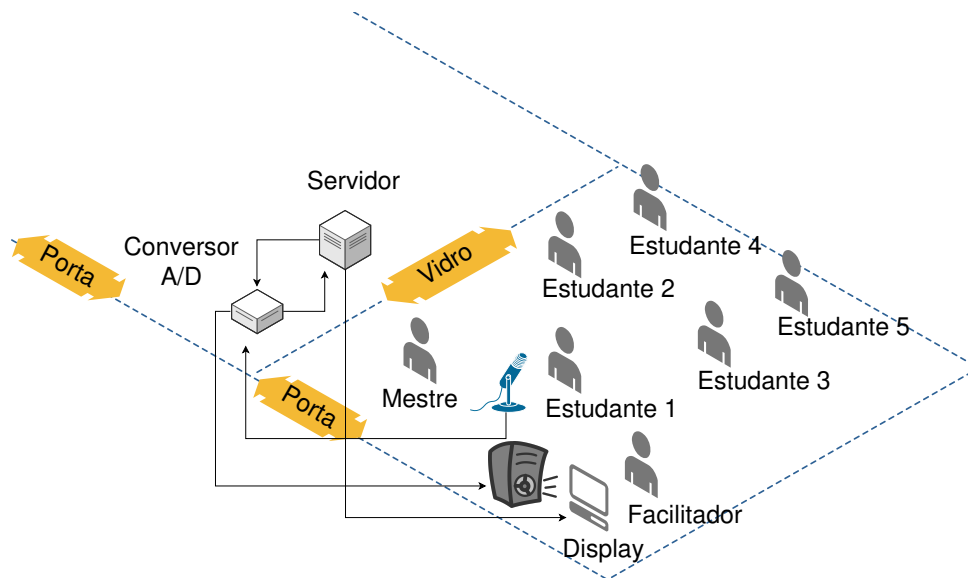 Servidor
Conversor
A/D
Porta
Vidro
Estudante 4
Estudante 2
Estudante 5
Estudante 3
Mestre
Estudante 1
Porta
Facilitador
Display